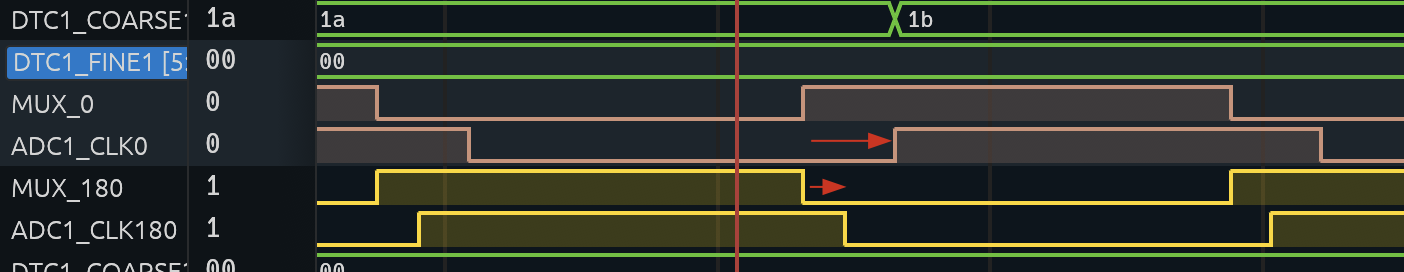 DTC1_COARSE1 1a 1a 1b
DTC1_FINE1 [5: 00 00
MUX_0 0
ADC1_CLK0 0
MUX_180 1
ADC1_CLK180 1
DTC1_COARSE1 00 00